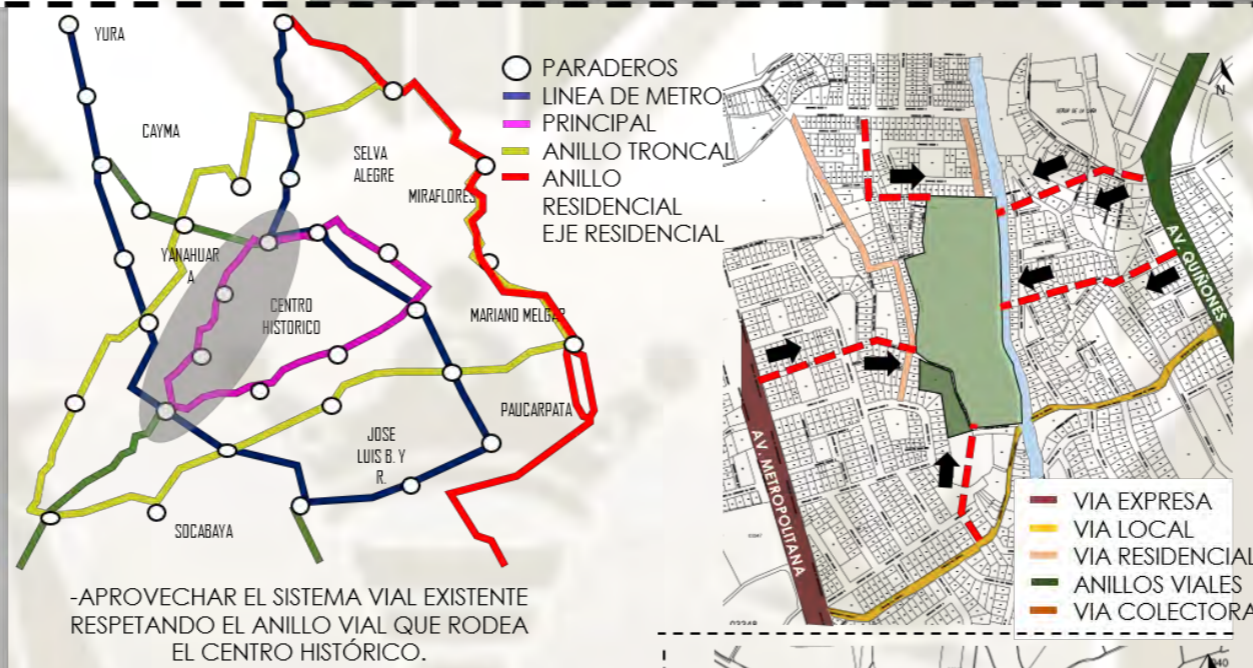 YURA
CAYMA
SELVA
ALEGRE
MIRAFLORES
YANAHUAR
A
CENTRO
HISTORICO
MARIANO MELGAR
PAUCARPATA
JOSE
LUIS B. Y
R.
SOCABAYA
PARADEROS
LINEA DE METRO
PRINCIPAL
ANILLO TRONCAL
ANILLO
RESIDENCIAL
EJE RESIDENCIAL
-APROVECHAR EL SISTEMA VIAL EXISTENTE
RESPETANDO EL ANILLO VIAL QUE RODEA
EL CENTRO HISTÓRICO.
N
AV. QUIÑONES
AV. METROPOLITANA
VIA EXPRESA
VIA LOCAL
VIA RESIDENCIAL
ANILLOS VIALES
VIA COLECTORA